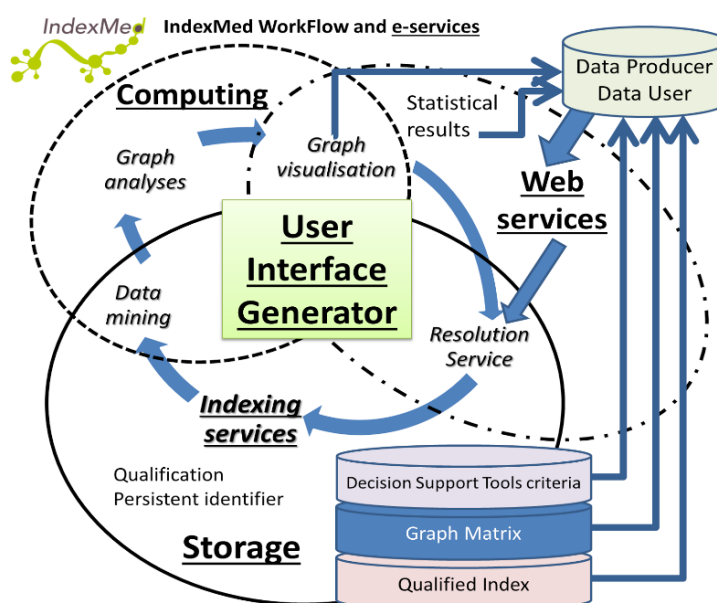 IndexMed
IndexMed WorkFlow and e-services
Data Producer
Data User
Computing
Statistical
results
Graph
analyses
Graph
visualisation
Web
services
User
Interface
Generator
Data
mining
Resolution
Service
Indexing
services
Qualification
Persistent identifier
Storage
Decision Support Tools criteria
Graph Matrix
Qualified Index